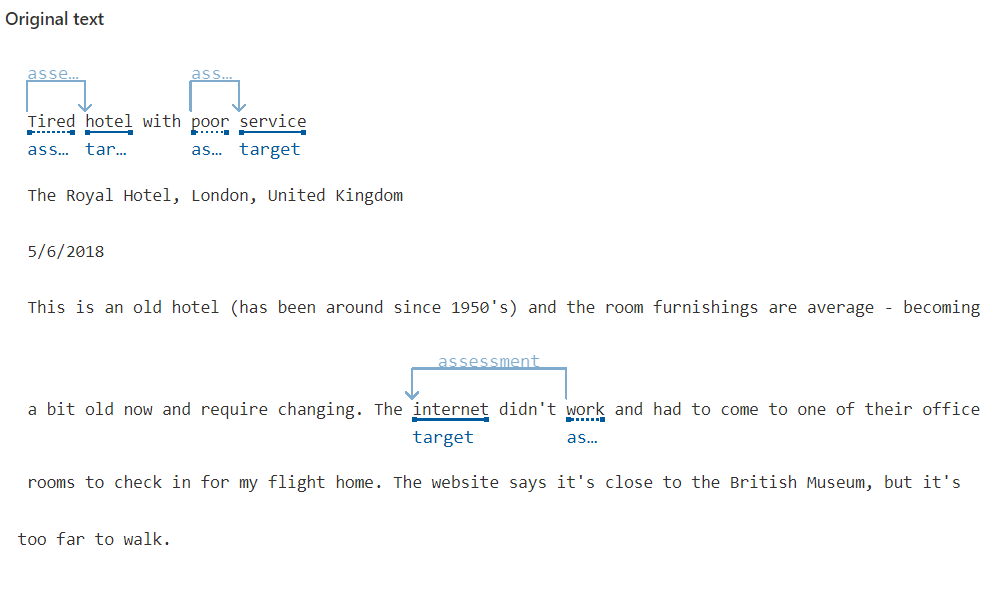 Original text
asse… ass…
Tired hotel with poor service
ass… tar… as… target
The Royal Hotel, London, United Kingdom
5/6/2018
This is an old hotel (has been around since 1950's) and the room furnishings are average - becoming
assessment
a bit old now and require changing. The internet didn't work and had to come to one of their office
target as…
rooms to check in for my flight home. The website says it's close to the British Museum, but it's
too far to walk.